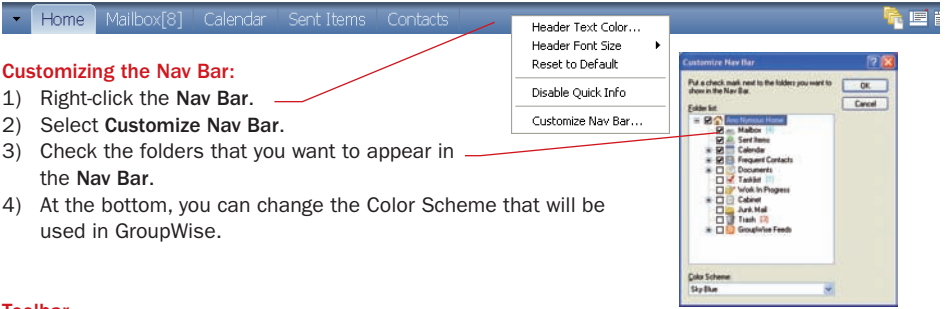 Home Mailbox[8] Calendar Sent Items Contacts
Header Text Color...
Header Font Size
Reset to Default
Disable Quick Info
Customize Nav Bar...
Customizing the Nav Bar:
1) Right-click the Nav Bar.
2) Select Customize Nav Bar.
3) Check the folders that you want to appear in
the Nav Bar.
4) At the bottom, you can change the Color Scheme that will be
used in GroupWise.
Customize Nav Bar
Put a check mark next to the folders you want to
show in the Nav Bar.
OK
Cancel
Folder list:
Home
Mailbox
Sent Items
Calendar
Frequent Contacts
Documents
Tasklist
Work In Progress
Cabinet
Junk Mail
Trash
GroupWise Feeds
Color Scheme:
Sky Blue